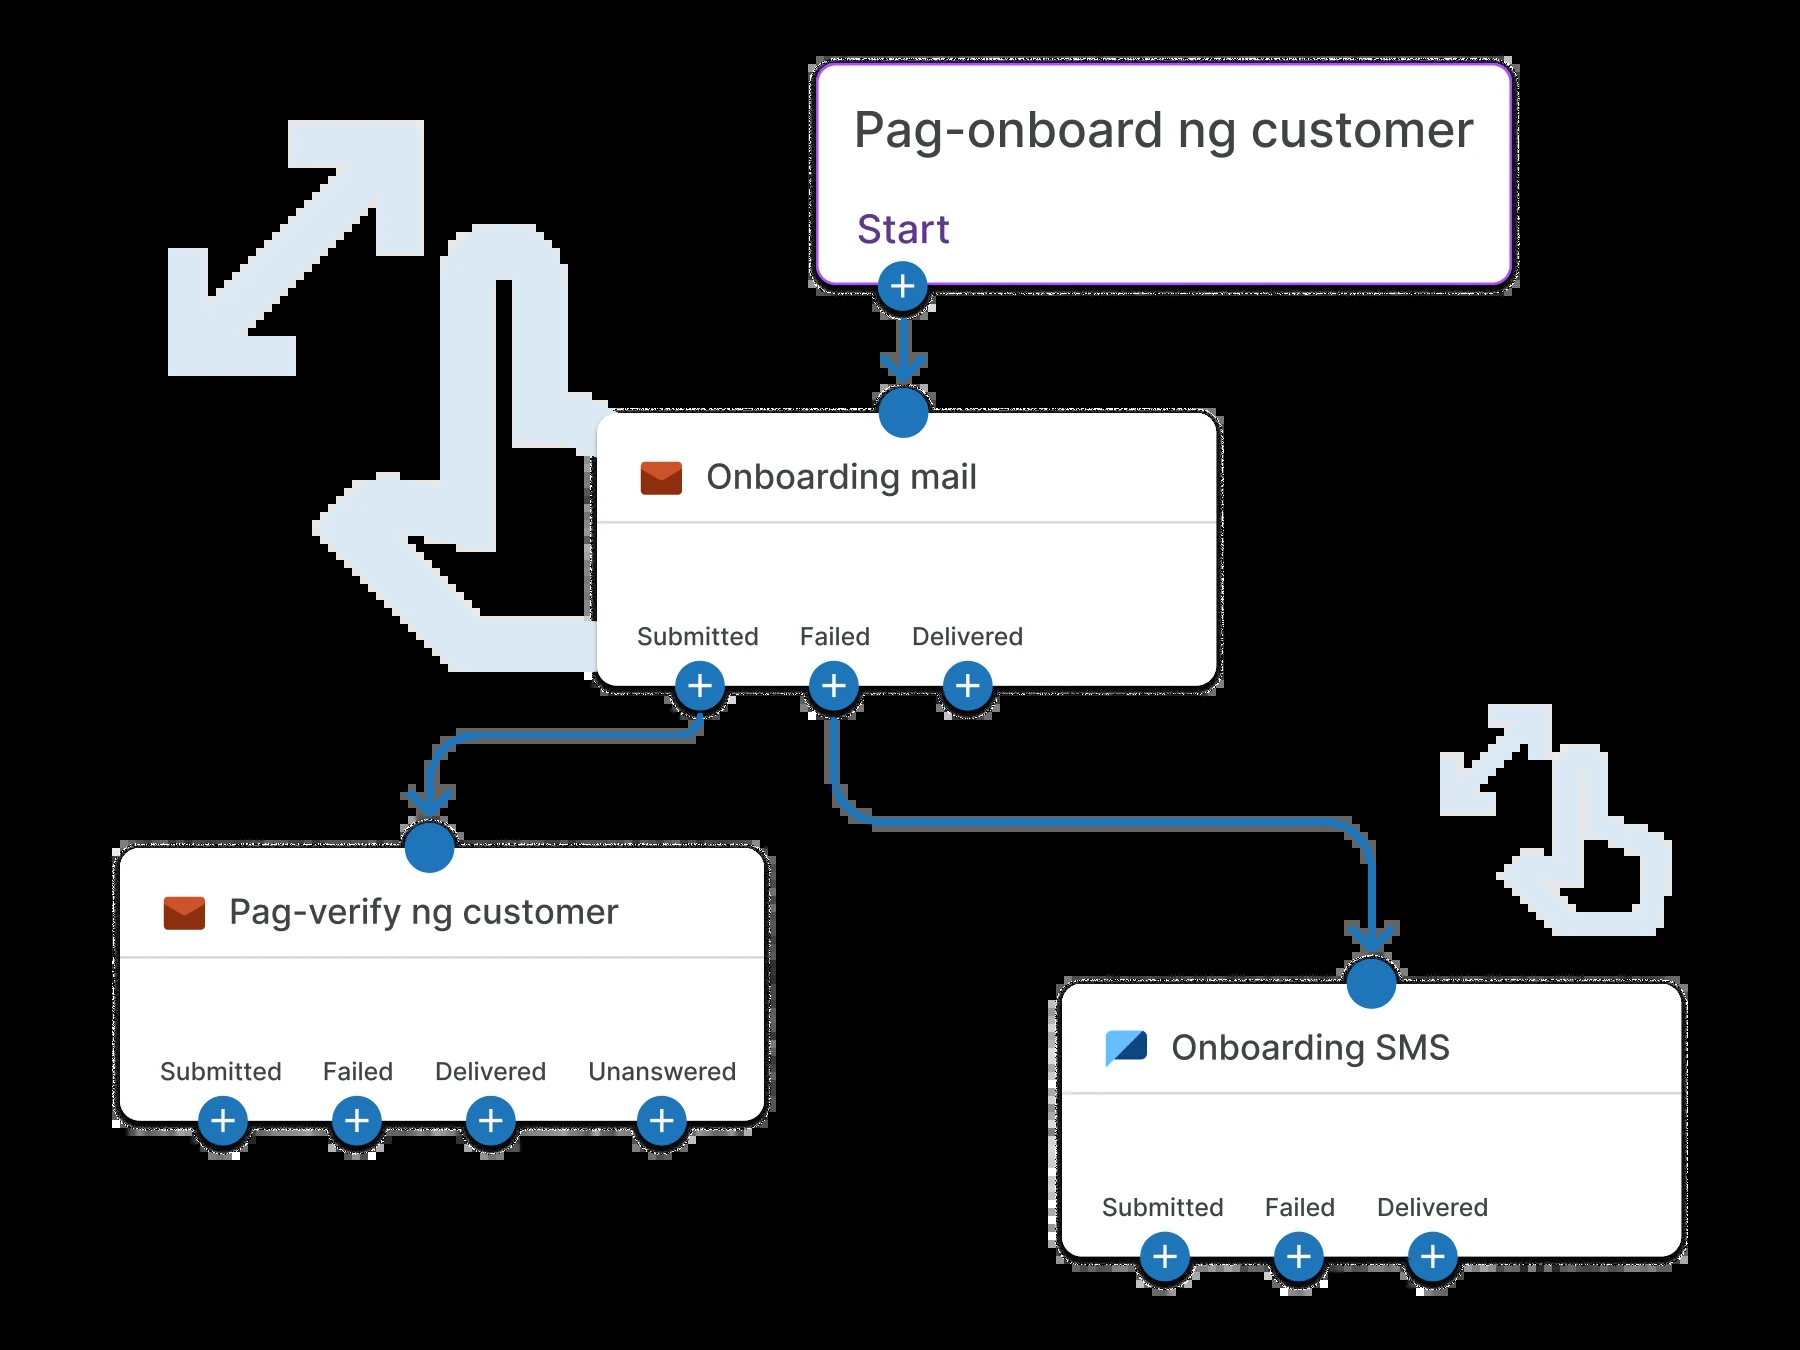 Pag-onboard ng customer
Start
Onboarding mail
Submitted Failed Delivered
Pag-verify ng customer
Submitted Failed Delivered Unanswered
Onboarding SMS
Submitted Failed Delivered